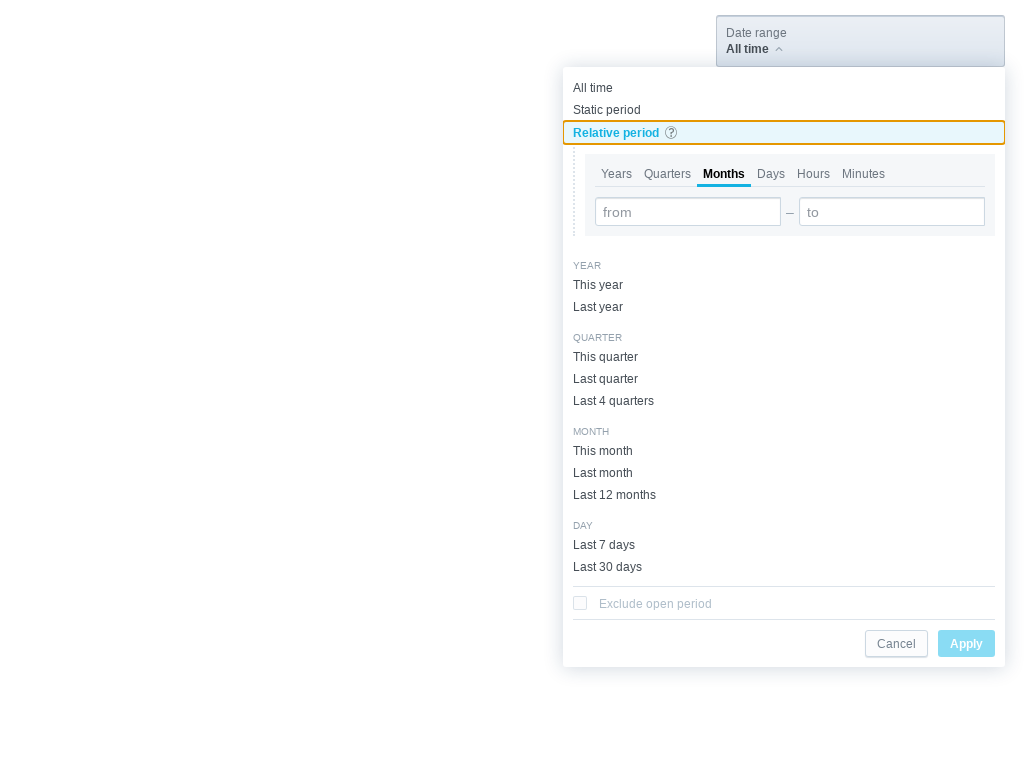 Date range
All time
All time
Static period
Relative period ?
Years Quarters Months Days Hours Minutes
from – to
YEAR
This year
Last year
QUARTER
This quarter
Last quarter
Last 4 quarters
MONTH
This month
Last month
Last 12 months
DAY
Last 7 days
Last 30 days
Exclude open period
Cancel Apply